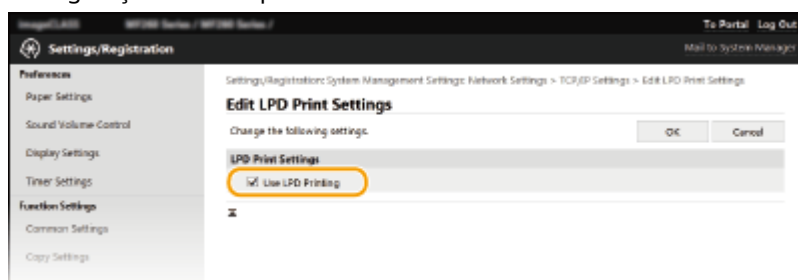 To Portal Log Out
Settings/Registration
Mail to System Manager
Preferences
Paper Settings
Sound Volume Control
Display Settings
Timer Settings
Function Settings
Common Settings
Copy Settings
Settings/Registration: System Management Settings: Network Settings > TCP/IP Settings > Edit LPD Print Settings
Edit LPD Print Settings
Change the following settings.
OK Cancel
LPD Print Settings
Use LPD Printing